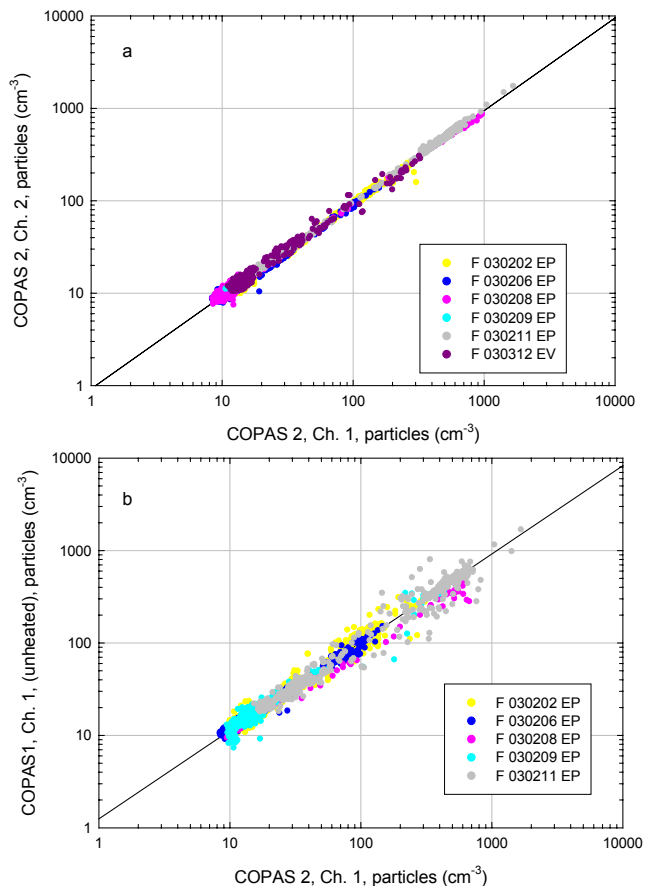 10000
a
1000
100
10
1
COPAS 2, Ch. 2, particles (cm⁻³)
F 030202 EP
F 030206 EP
F 030208 EP
F 030209 EP
F 030211 EP
F 030312 EV
1 10 100 1000 10000
COPAS 2, Ch. 1, particles (cm⁻³)
10000
b
1000
100
10
1
COPAS1, Ch. 1, (unheated), particles (cm⁻³)
F 030202 EP
F 030206 EP
F 030208 EP
F 030209 EP
F 030211 EP
1 10 100 1000 10000
COPAS 2, Ch. 1, particles (cm⁻³)